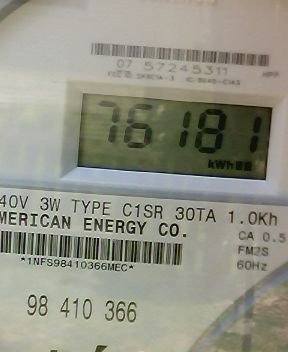 07 57245311 HPP
76181
kWh
40V 3W TYPE C1SR 30TA 1.0Kh
MERICAN ENERGY CO.
CA 0.5
*1NFS98410366MEC*
FM2S
60Hz
98 410 366